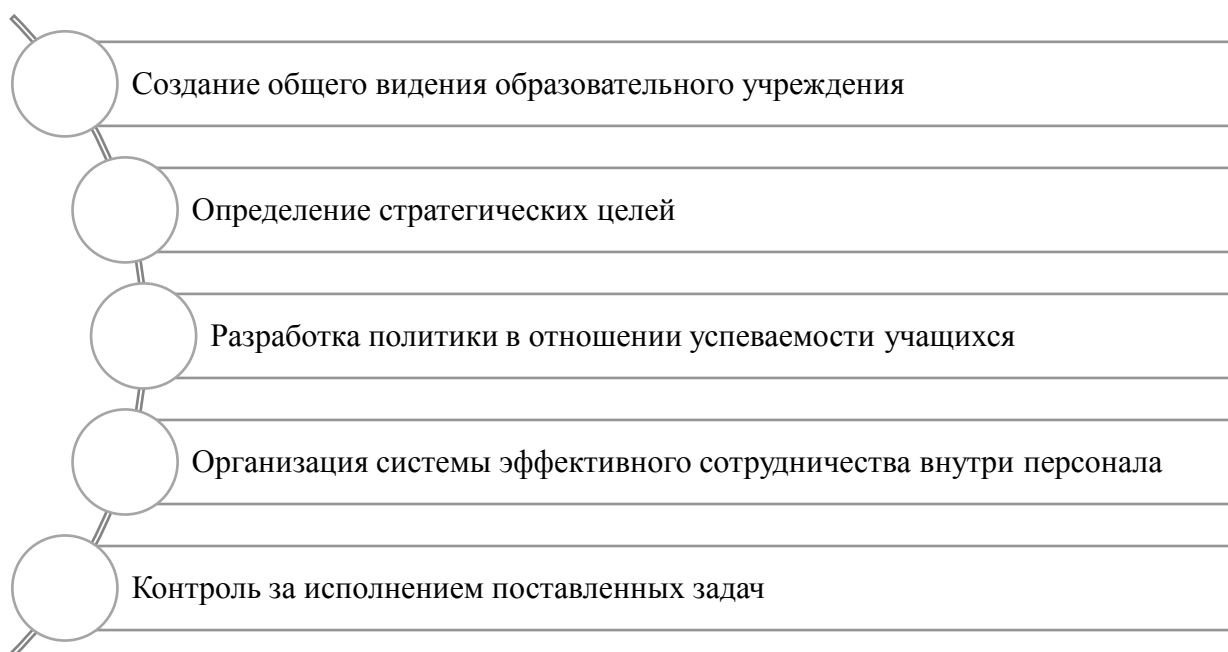 Создание общего видения образовательного учреждения
Определение стратегических целей
Разработка политики в отношении успеваемости учащихся
Организация системы эффективного сотрудничества внутри персонала
Контроль за исполнением поставленных задач